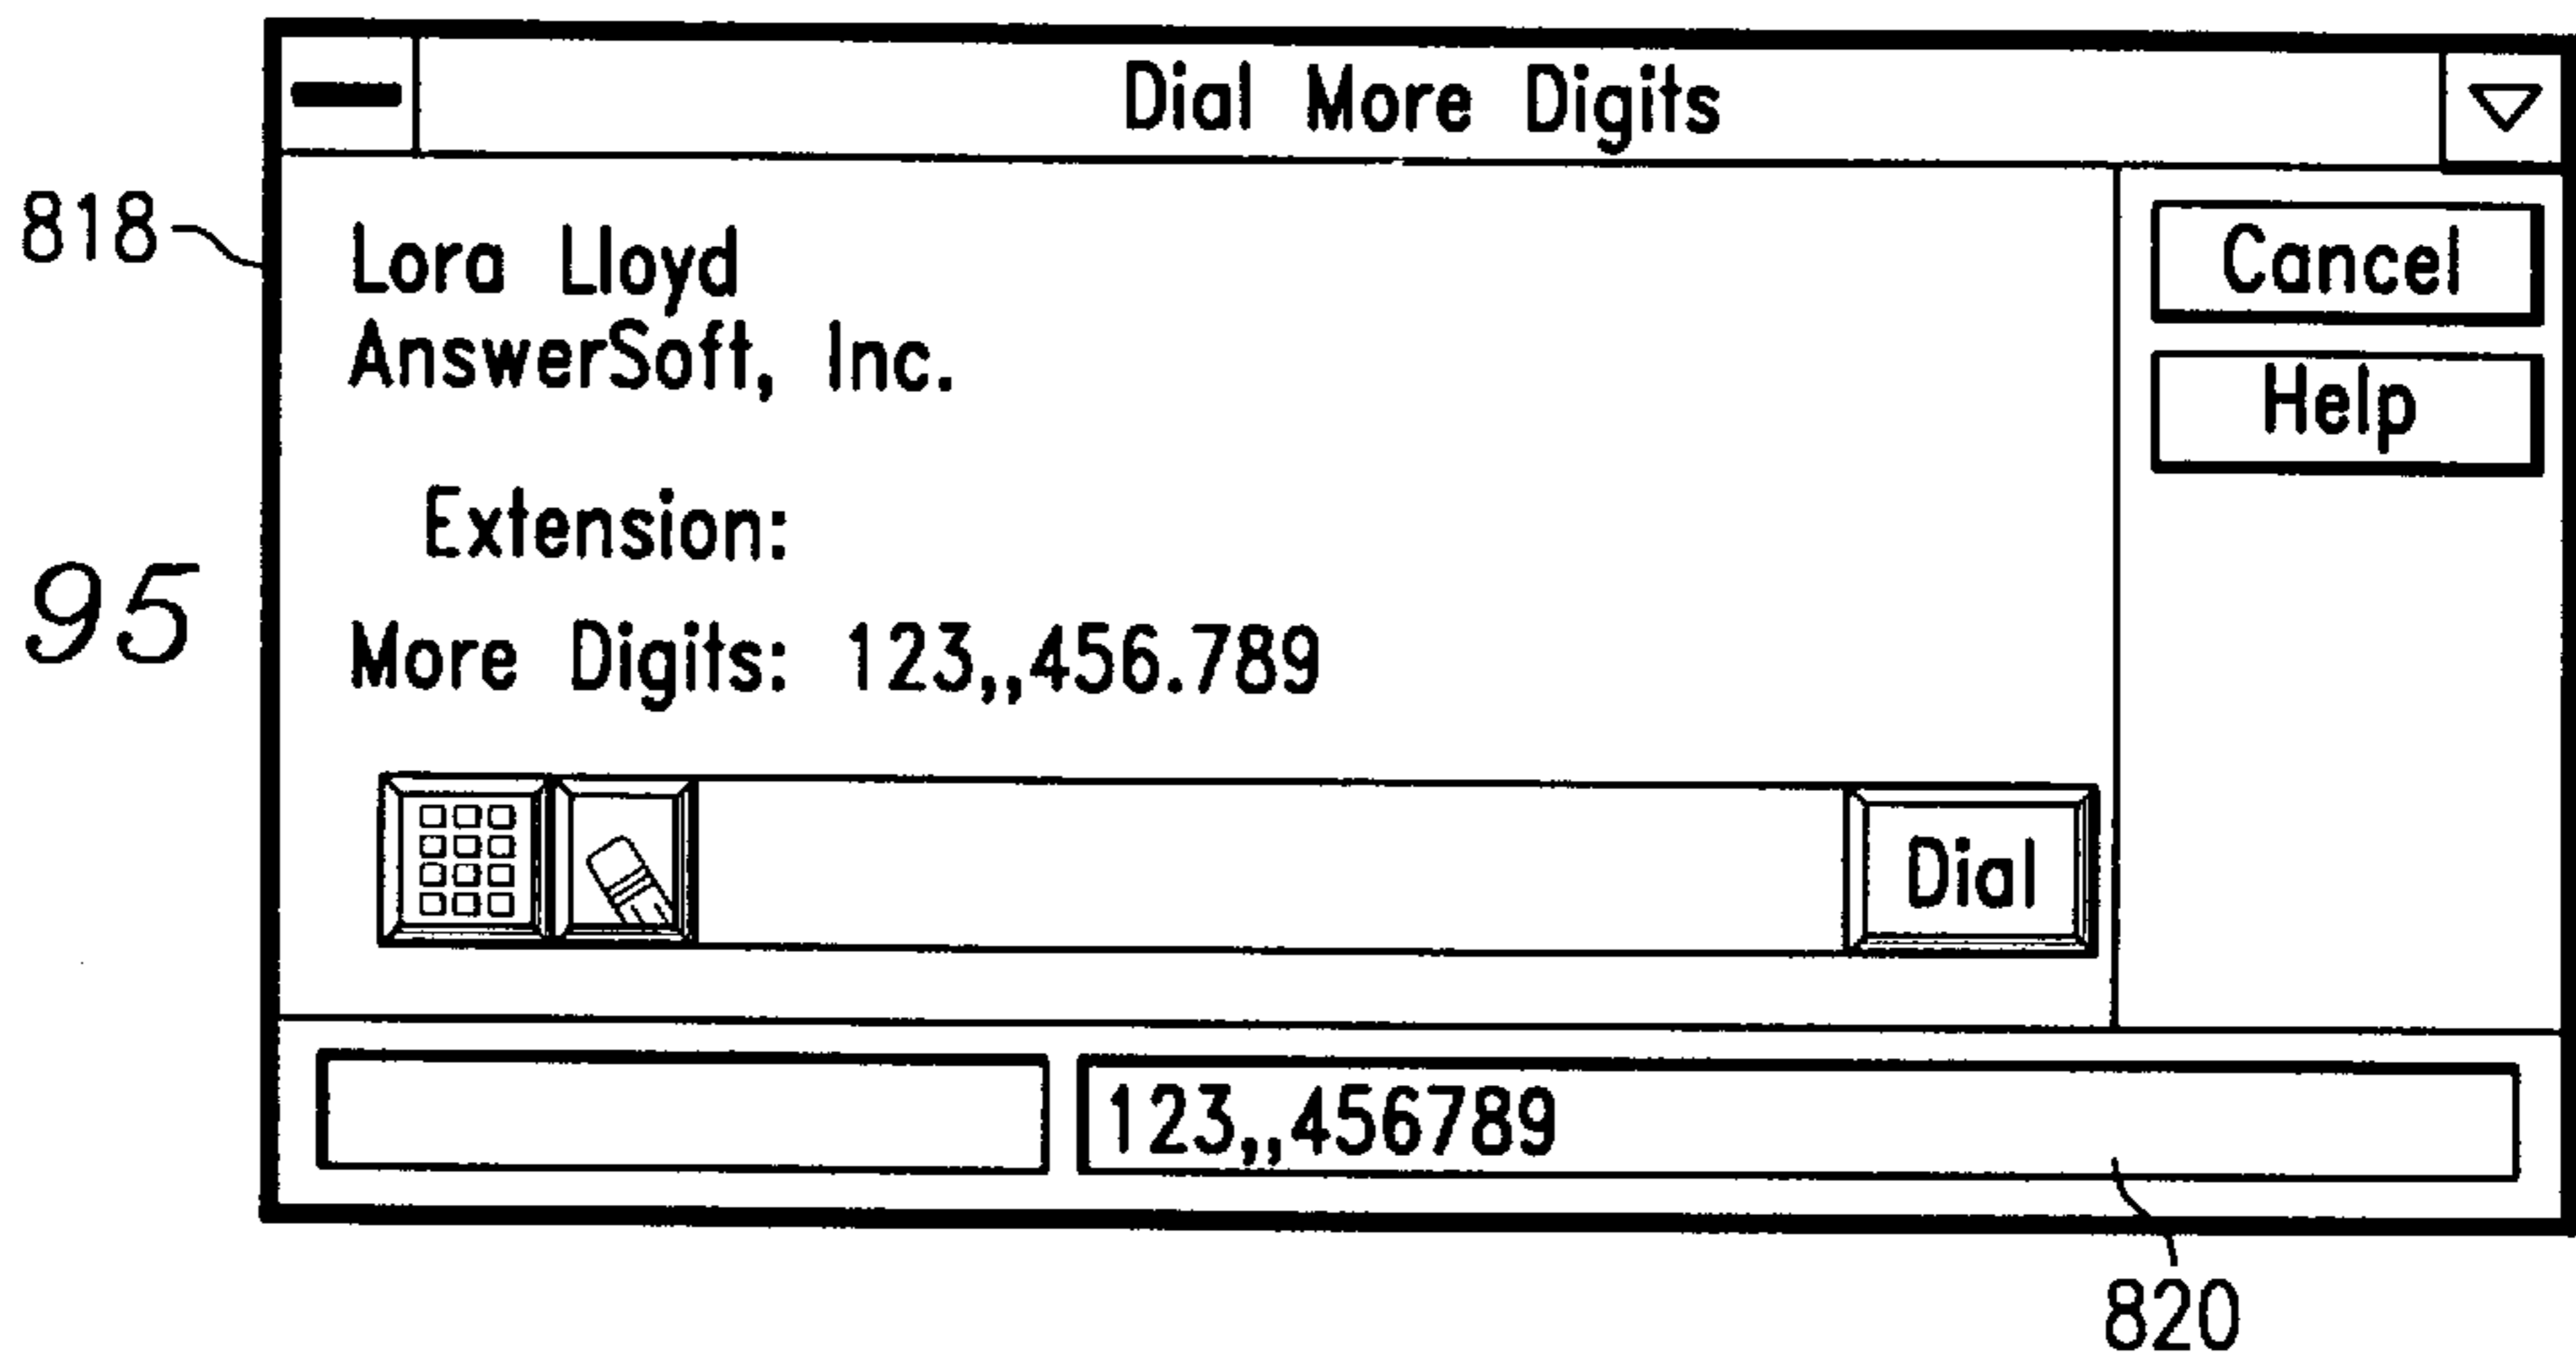 Dial More Digits
818
Lora Lloyd
AnswerSoft, Inc.
Cancel
Help
Extension:
95
More Digits: 123,,456.789
Dial
123,,456789
820